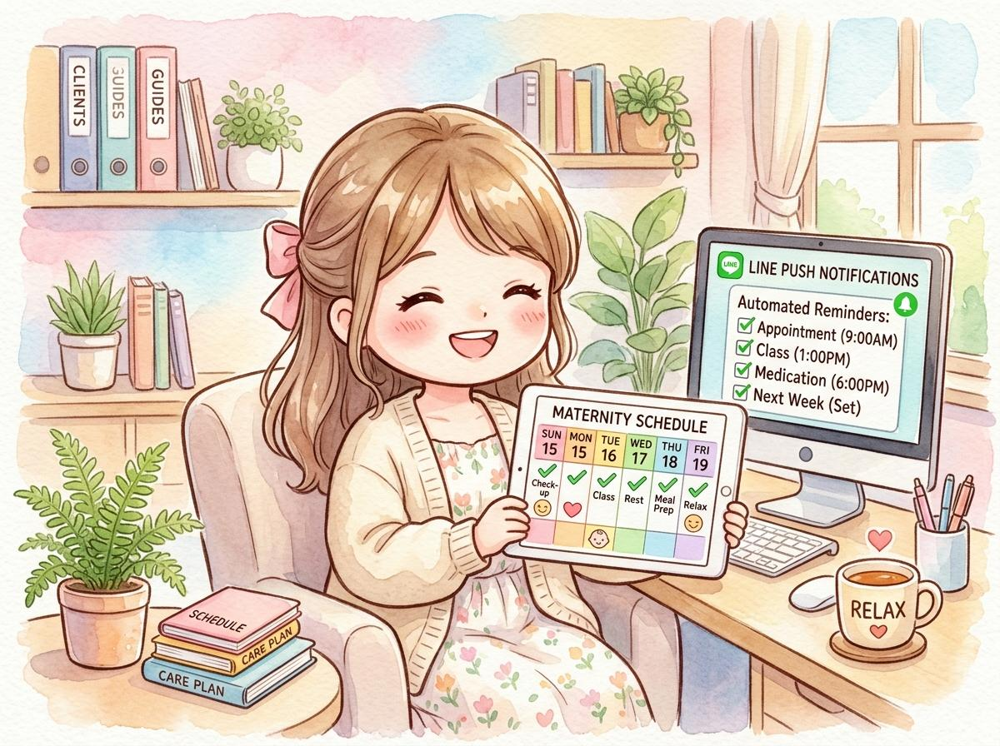 CLIENTS
GUIDES
GUIDES
LINE
LINE PUSH NOTIFICATIONS
Automated Reminders:
Appointment (9:00AM)
Class (1:00PM)
Medication (6:00PM)
Next Week (Set)
MATERNITY SCHEDULE
SUN MON TUE WED THU FRI
15 15 16 17 18 19
Check-
up
Class
Rest
Meal
Prep
Relax
SCHEDULE
CARE PLAN
CARE PLAN
RELAX